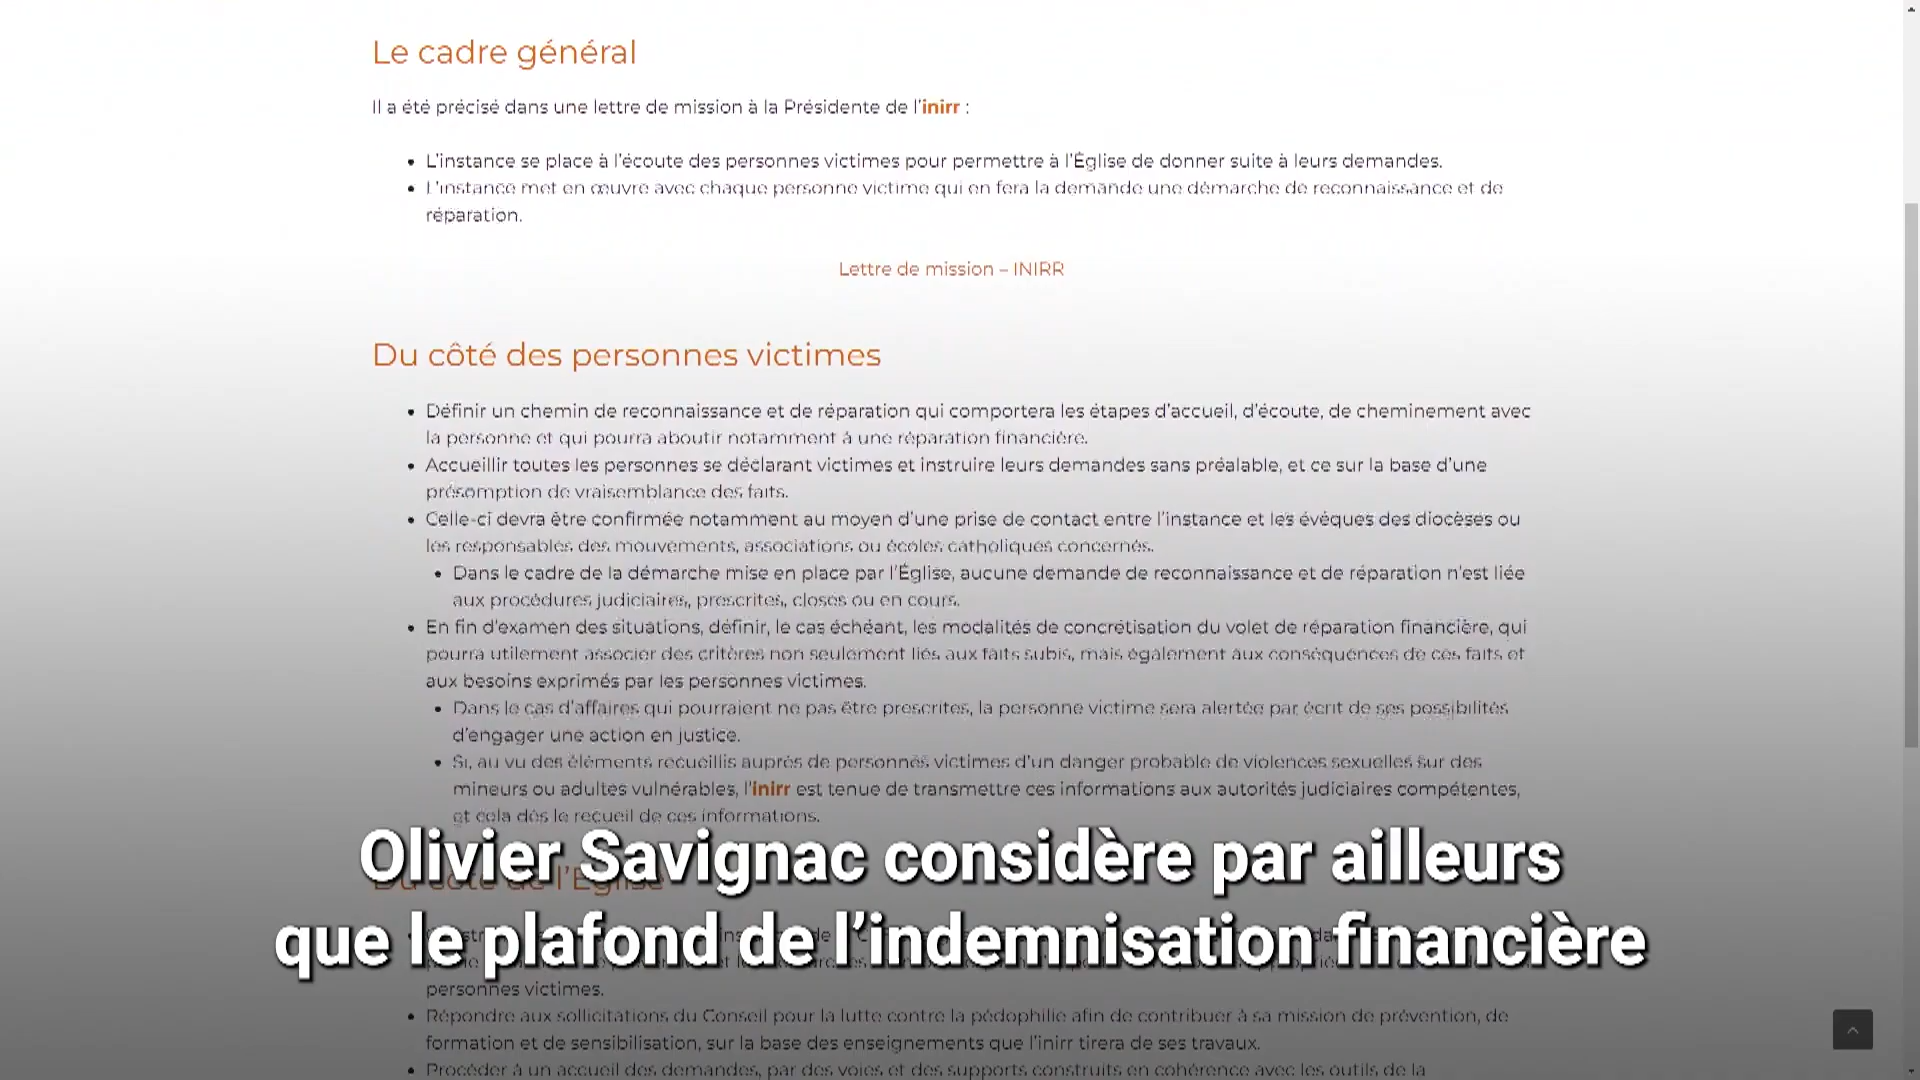 Le cadre général
Il a été précisé dans une lettre de mission à la Présidente de l'inirr :
• L'instance se place à l'écoute des personnes victimes pour permettre à l'Église de donner suite à leurs demandes.
• L'instance met en œuvre avec chaque personne victime qui en fera la demande une démarche de reconnaissance et de
réparation.
Lettre de mission – INIRR
Du côté des personnes victimes
• Définir un chemin de reconnaissance et de réparation qui comportera les étapes d'accueil, d'écoute, de cheminement avec
la personne et qui pourra aboutir notamment à une réparation financière.
• Accueillir toutes les personnes se déclarant victimes et instruire leurs demandes sans préalable, et ce sur la base d'une
présomption de vraisemblance des faits.
• Celle-ci devra être confirmée notamment au moyen d'une prise de contact entre l'instance et les évêques des diocèses ou
les responsables des mouvements, associations ou écoles catholiques concernés.
• Dans le cadre de la démarche mise en place par l'Église, aucune demande de reconnaissance et de réparation n'est liée
aux procédures judiciaires, prescrites, closes ou en cours.
• En fin d'examen des situations, définir, le cas échéant, les modalités de concrétisation du volet de réparation financière, qui
pourra utilement associer des critères non seulement liés aux faits subis, mais également aux conséquences de ces faits et
aux besoins exprimés par les personnes victimes.
• Dans le cas d'affaires qui pourraient ne pas être prescrites, la personne victime sera alertée par écrit de ses possibilités
d'engager une action en justice.
• Si, au vu des éléments recueillis auprès de personnes victimes d'un danger probable de violences sexuelles sur des
mineurs ou adultes vulnérables, l'inirr est tenue de transmettre ces informations aux autorités judiciaires compétentes,
et cela dès le recueil de ces informations.
Du côté de l'Église
Olivier Savignac considère par ailleurs
que le plafond de l'indemnisation financière
personnes victimes.
• Répondre aux sollicitations du Conseil pour la lutte contre la pédophilie afin de contribuer à sa mission de prévention, de
formation et de sensibilisation, sur la base des enseignements que l'inirr tirera de ses travaux.
• Procéder à un accueil des demandes, par des voies et des supports construits en cohérence avec les outils de la